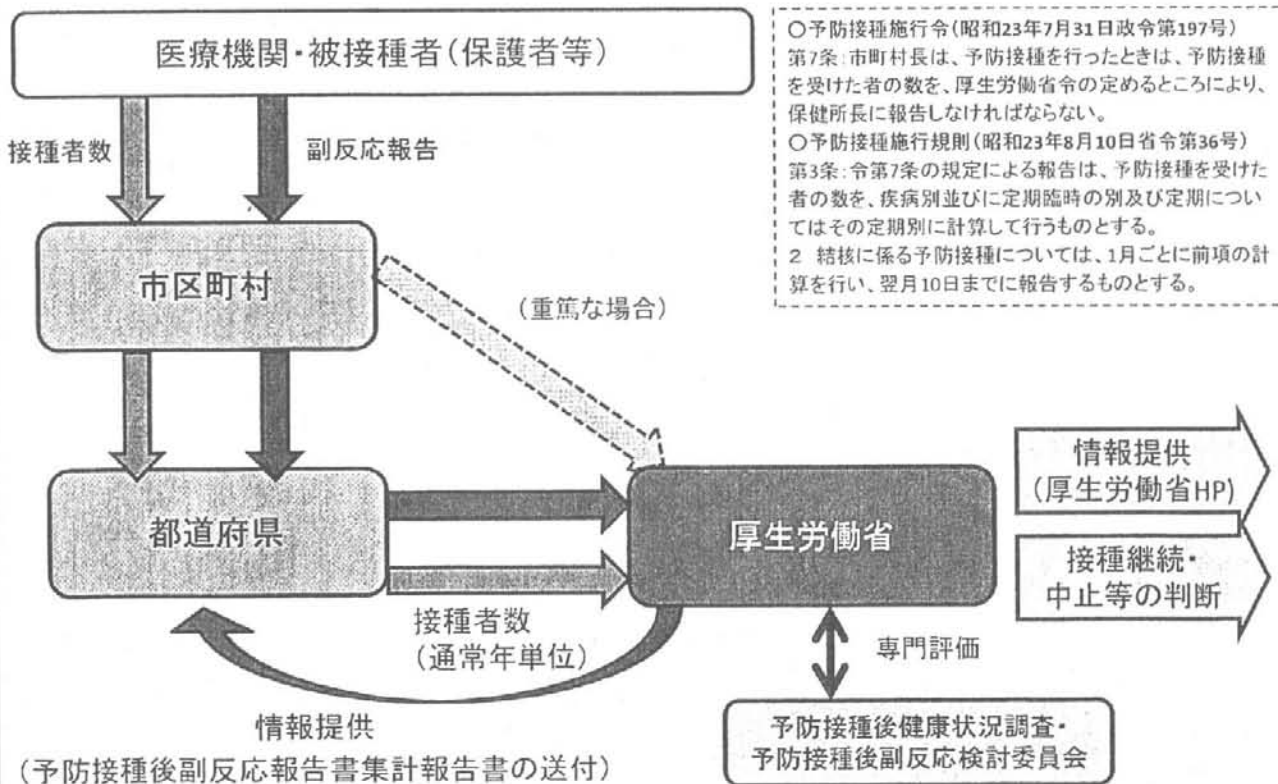 医療機関・被接種者(保護者等)
○予防接種施行令(昭和23年7月31日政令第197号)
第7条:市町村長は、予防接種を行ったときは、予防接種
を受けた者の数を、厚生労働省令の定めるところにより、
保健所長に報告しなければならない。
○予防接種施行規則(昭和23年8月10日省令第36号)
第3条:令第7条の規定による報告は、予防接種を受けた
者の数を、疾病別並びに定期臨時の別及び定期につい
てはその定期別に計算して行うものとする。
2 結核に係る予防接種については、1月ごとに前項の計
算を行い、翌月10日までに報告するものとする。
接種者数
副反応報告
市区町村
(重篤な場合)
都道府県
厚生労働省
情報提供
(厚生労働省HP)
接種継続・
中止等の判断
接種者数
(通常年単位)
専門評価
情報提供
(予防接種後副反応報告書集計報告書の送付)
予防接種後健康状況調査・
予防接種後副反応検討委員会